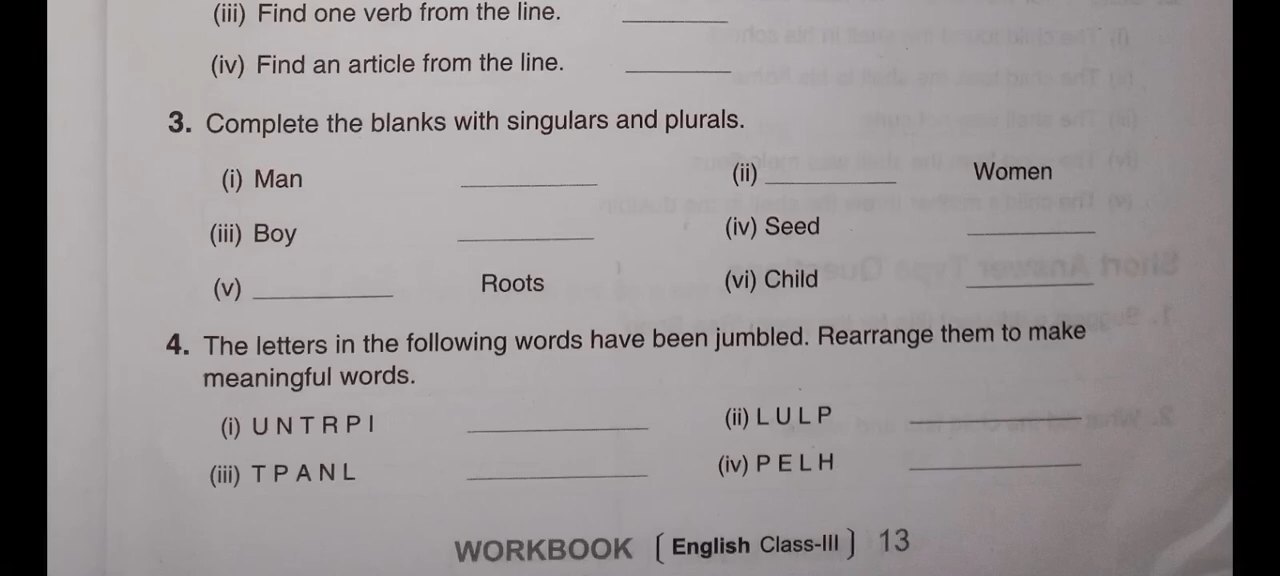 (iii) Find one verb from the line.
(iv) Find an article from the line.
3. Complete the blanks with singulars and plurals.
(i) Man (ii) Women
(iii) Boy (iv) Seed
(v) Roots (vi) Child
4. The letters in the following words have been jumbled. Rearrange them to make
meaningful words.
(i) U N T R P I (ii) L U L P
(iii) T P A N L (iv) P E L H
WORKBOOK [ English Class-III ] 13